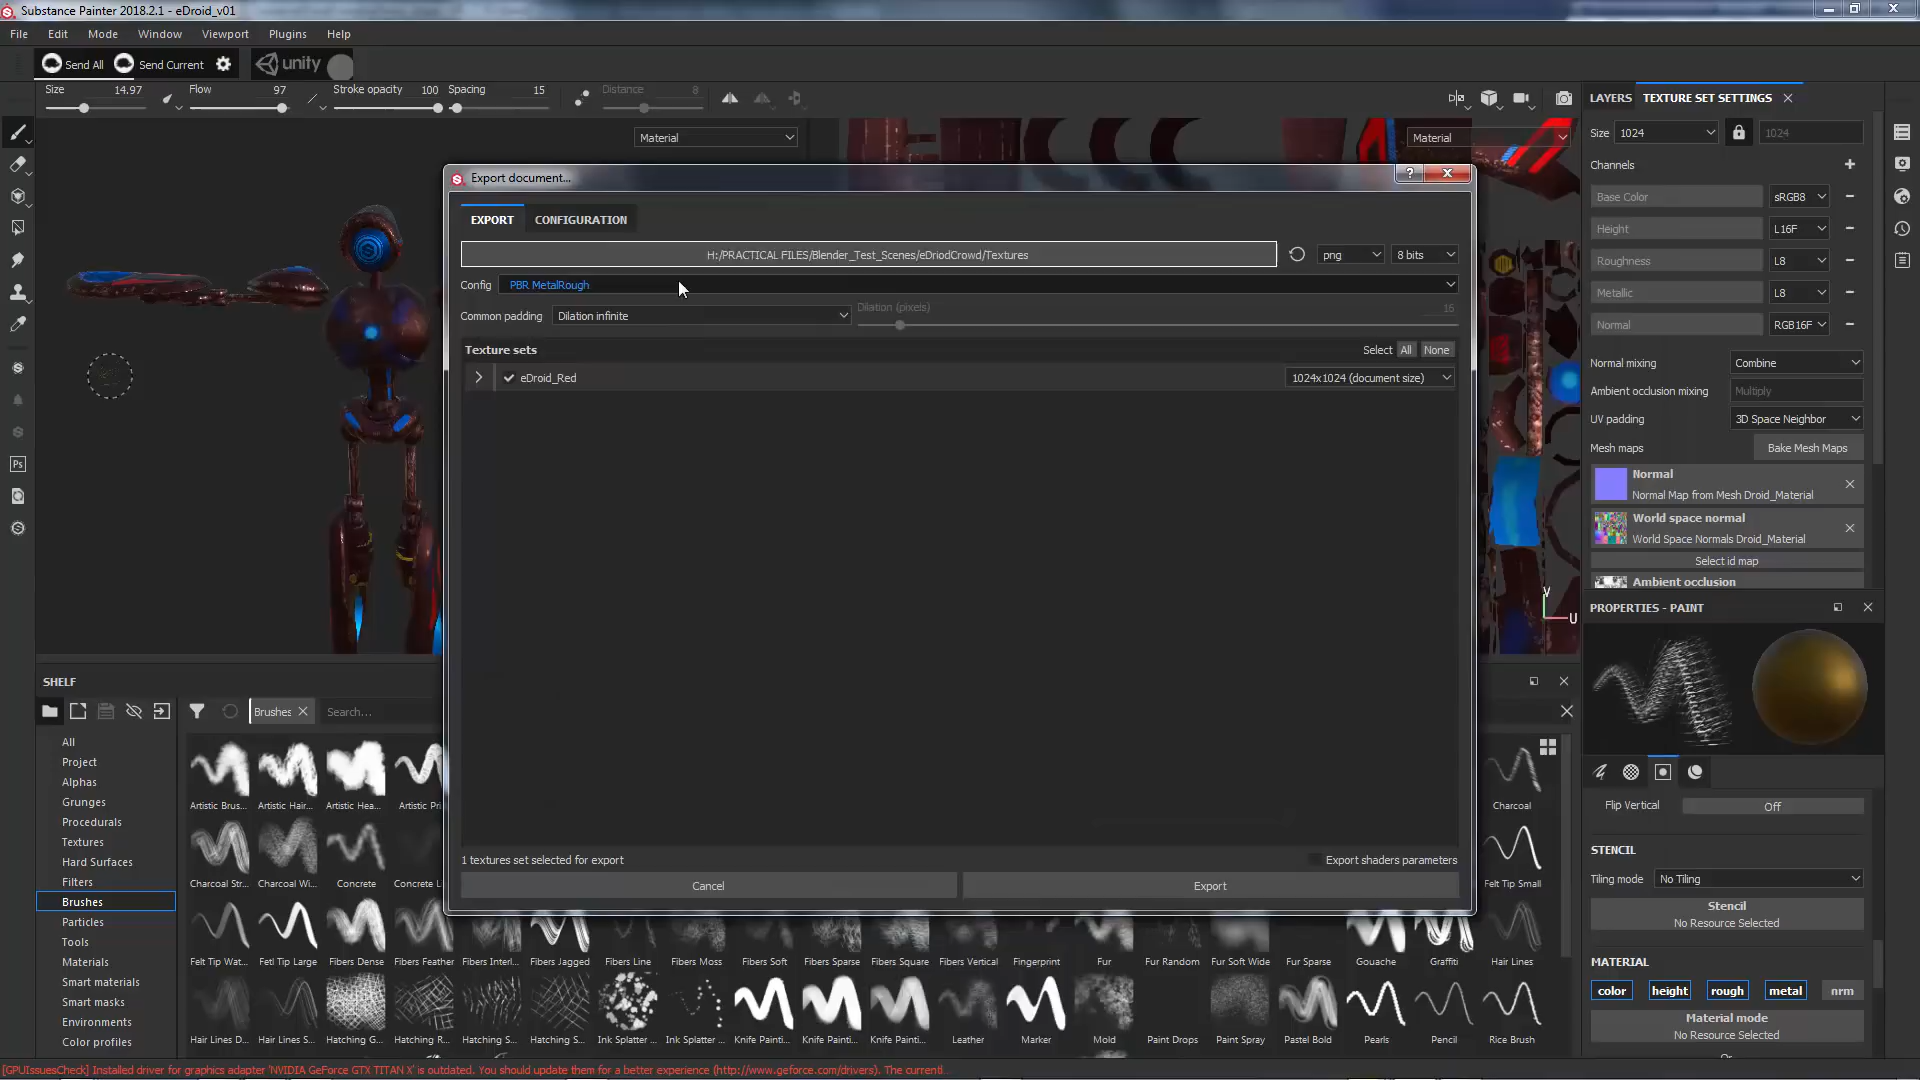 Substance Painter 2018.2.1 - eDroid_v01
File Edit Mode Window Viewport Plugins Help
Send All Send Current unity
Size 14.97 Flow 97 Stroke opacity 100 Spacing 15 Distance 8
Material
Material
LAYERS TEXTURE SET SETTINGS
Size 1024 1024
Channels
Base Color sRGB8
Height L16F
Roughness L8
Metallic L8
Normal RGB16F
Normal mixing Combine
Ambient occlusion mixing Multiply
UV padding 3D Space Neighbor
Mesh maps Bake Mesh Maps
Normal
Normal Map from Mesh Droid_Material
World space normal
World Space Normals Droid_Material
Select id map
Ambient occlusion
Export document...
EXPORT CONFIGURATION
H:/PRACTICAL FILES/Blender_Test_Scenes/eDriodCrowd/Textures png 8 bits
Config PBR MetalRough
Common padding Dilation infinite Dilation (pixels) 16
Texture sets Select All None
eDroid_Red 1024x1024 (document size)
1 textures set selected for export Export shaders parameters
Cancel Export
V
U
Ps
SHELF
Brushes Search...
All
Project
Alphas
Grunges
Procedurals
Textures
Hard Surfaces
Filters
Brushes
Particles
Tools
Materials
Smart materials
Smart masks
Environments
Color profiles
Artistic Brus... Artistic Hair... Artistic Hea... Artistic Pri Charcoal
Charcoal Str... Charcoal Wi... Concrete Concrete L Felt Tip Small
Felt Tip Wat... Fetl Tip Large Fibers Dense Fibers Feather Fibers Interl... Fibers Jagged Fibers Line Fibers Moss Fibers Soft Fibers Sparse Fibers Square Fibers Vertical Fingerprint Fur Fur Random Fur Soft Wide Fur Sparse Gouache Graffiti Hair Lines
Hair Lines D... Hair Lines S... Hatching G... Hatching R... Hatching S... Hatching S... Ink Splatter ... Ink Splatter ... Knife Painti... Knife Painti... Knife Painti... Leather Marker Mold Paint Drops Paint Spray Pastel Bold Pearls Pencil Rice Brush
PROPERTIES - PAINT
Flip Vertical Off
STENCIL
Tiling mode No Tiling
Stencil
No Resource Selected
MATERIAL
color height rough metal nrm
Material mode
No Resource Selected
Or
[GPUIssuesCheck] Installed driver for graphics adapter 'NVIDIA GeForce GTX TITAN X' is outdated. You should update them for a better experience (http://www.geforce.com/drivers). The currentl